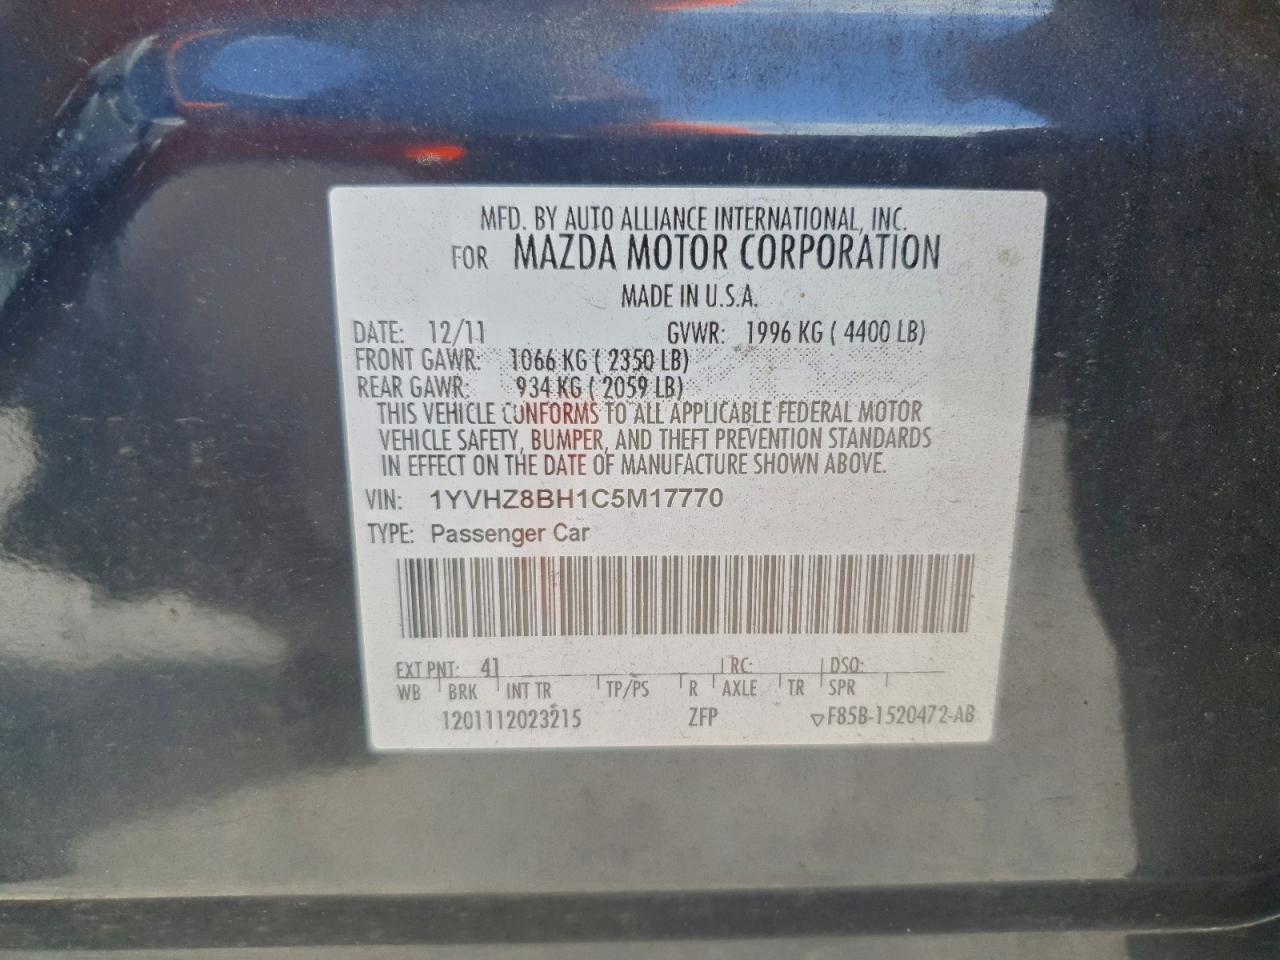 MFD. BY AUTO ALLIANCE INTERNATIONAL, INC.
FOR MAZDA MOTOR CORPORATION
MADE IN U.S.A.
DATE: 12/11 GVWR: 1996 KG ( 4400 LB)
FRONT GAWR: 1066 KG ( 2350 LB)
REAR GAWR: 934 KG ( 2059 LB)
THIS VEHICLE CONFORMS TO ALL APPLICABLE FEDERAL MOTOR
VEHICLE SAFETY, BUMPER, AND THEFT PREVENTION STANDARDS
IN EFFECT ON THE DATE OF MANUFACTURE SHOWN ABOVE.
VIN: 1YVHZ8BH1C5M17770
TYPE: Passenger Car
EXT PNT: 41 RC: DSO:
WB BRK INT TR TP/PS R AXLE TR SPR
1201112023215 ZFP ▽F85B-1520472-AB